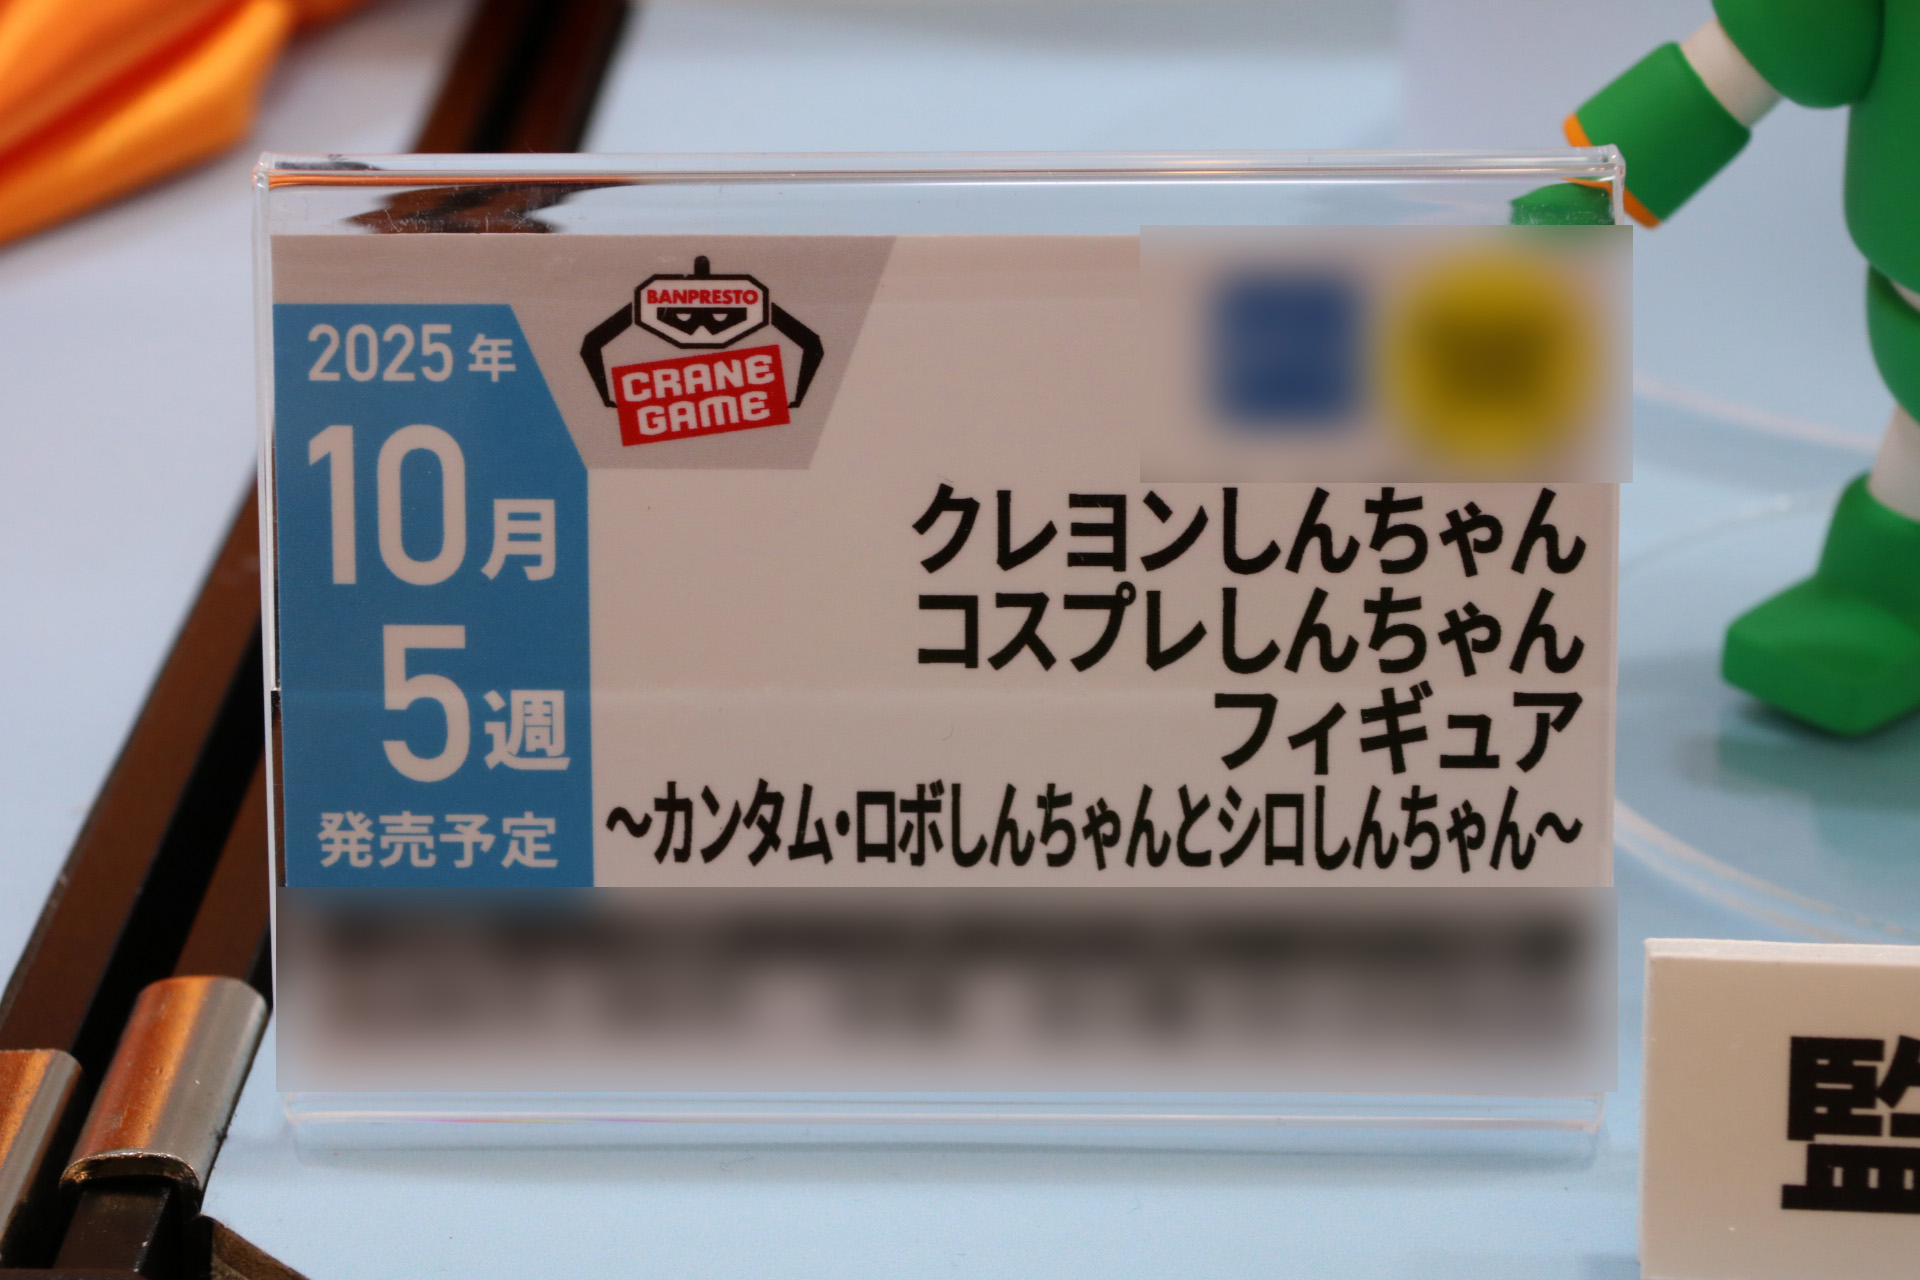 2025年
10月
5週
発売予定
BANPRESTO
CRANE
GAME
クレヨンしんちゃん
コスプレしんちゃん
フィギュア
～カンタム・ロボしんちゃんとシロしんちゃん～
監